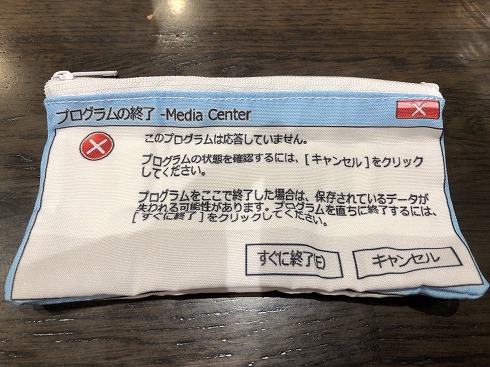 プログラムの終了 -Media Center
このプログラムは応答していません。
プログラムの状態を確認するには、[キャンセル]をクリック
してください。
プログラムをここで終了した場合は、保存されているデータが
失われる可能性があります。プログラムを直ちに終了するには、
[すぐに終了]をクリックしてください。
すぐに終了(E)
キャンセル